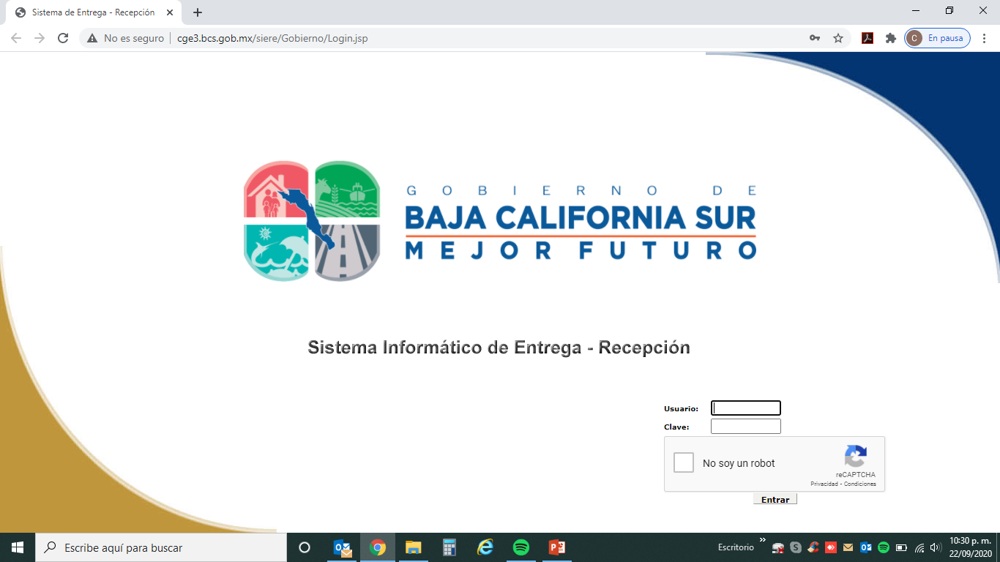 Sistema de Entrega - Recepción
No es seguro
cge3.bcs.gob.mx/siere/Gobierno/Login.jsp
C
En pausa
GOBIERNO DE
BAJA CALIFORNIA SUR
MEJOR FUTURO
Sistema Informático de Entrega - Recepción
Usuario:
Clave:
No soy un robot
reCAPTCHA
Privacidad - Condiciones
Entrar
Escribe aquí para buscar
Escritorio
10:30 p. m.
22/09/2020